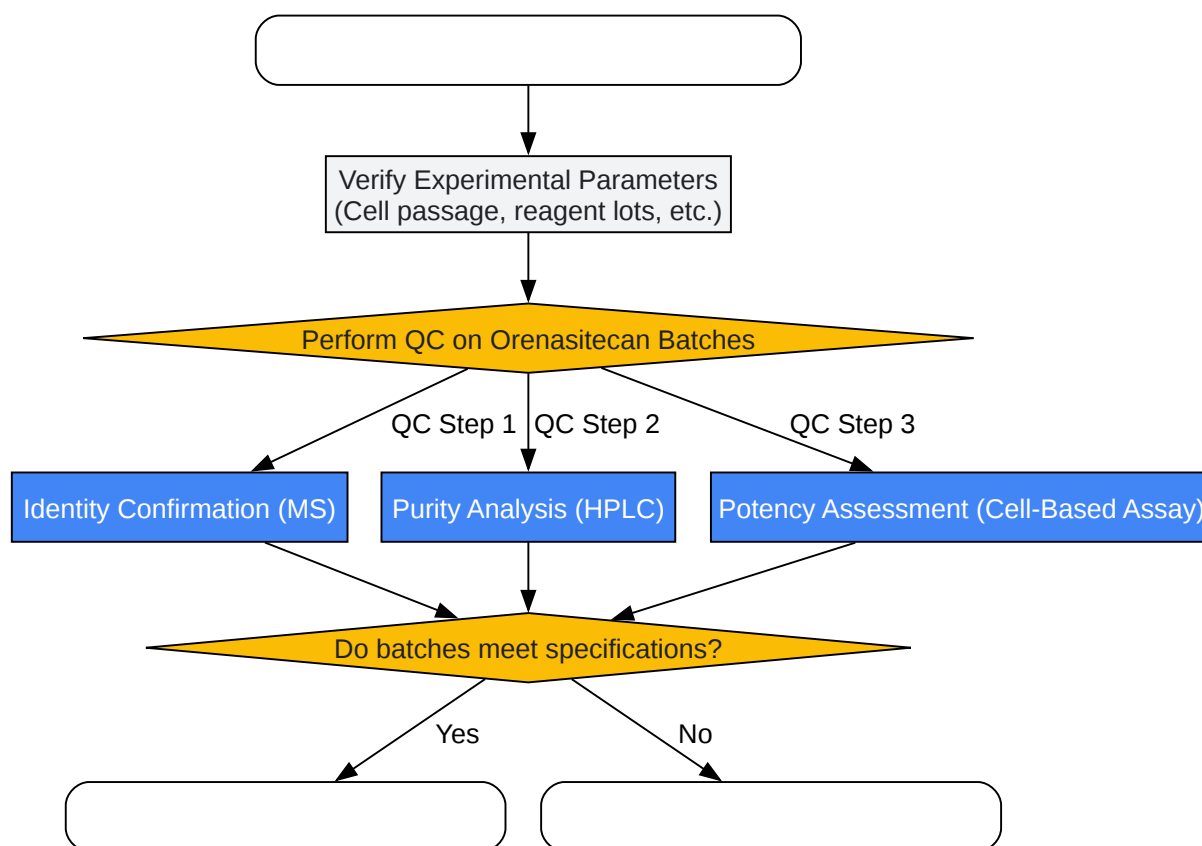 Verify Experimental Parameters
(Cell passage, reagent lots, etc.)
Perform QC on Orenasitecan Batches
QC Step 1
QC Step 2
QC Step 3
Identity Confirmation (MS)
Purity Analysis (HPLC)
Potency Assessment (Cell-Based Assay)
Do batches meet specifications?
Yes
No